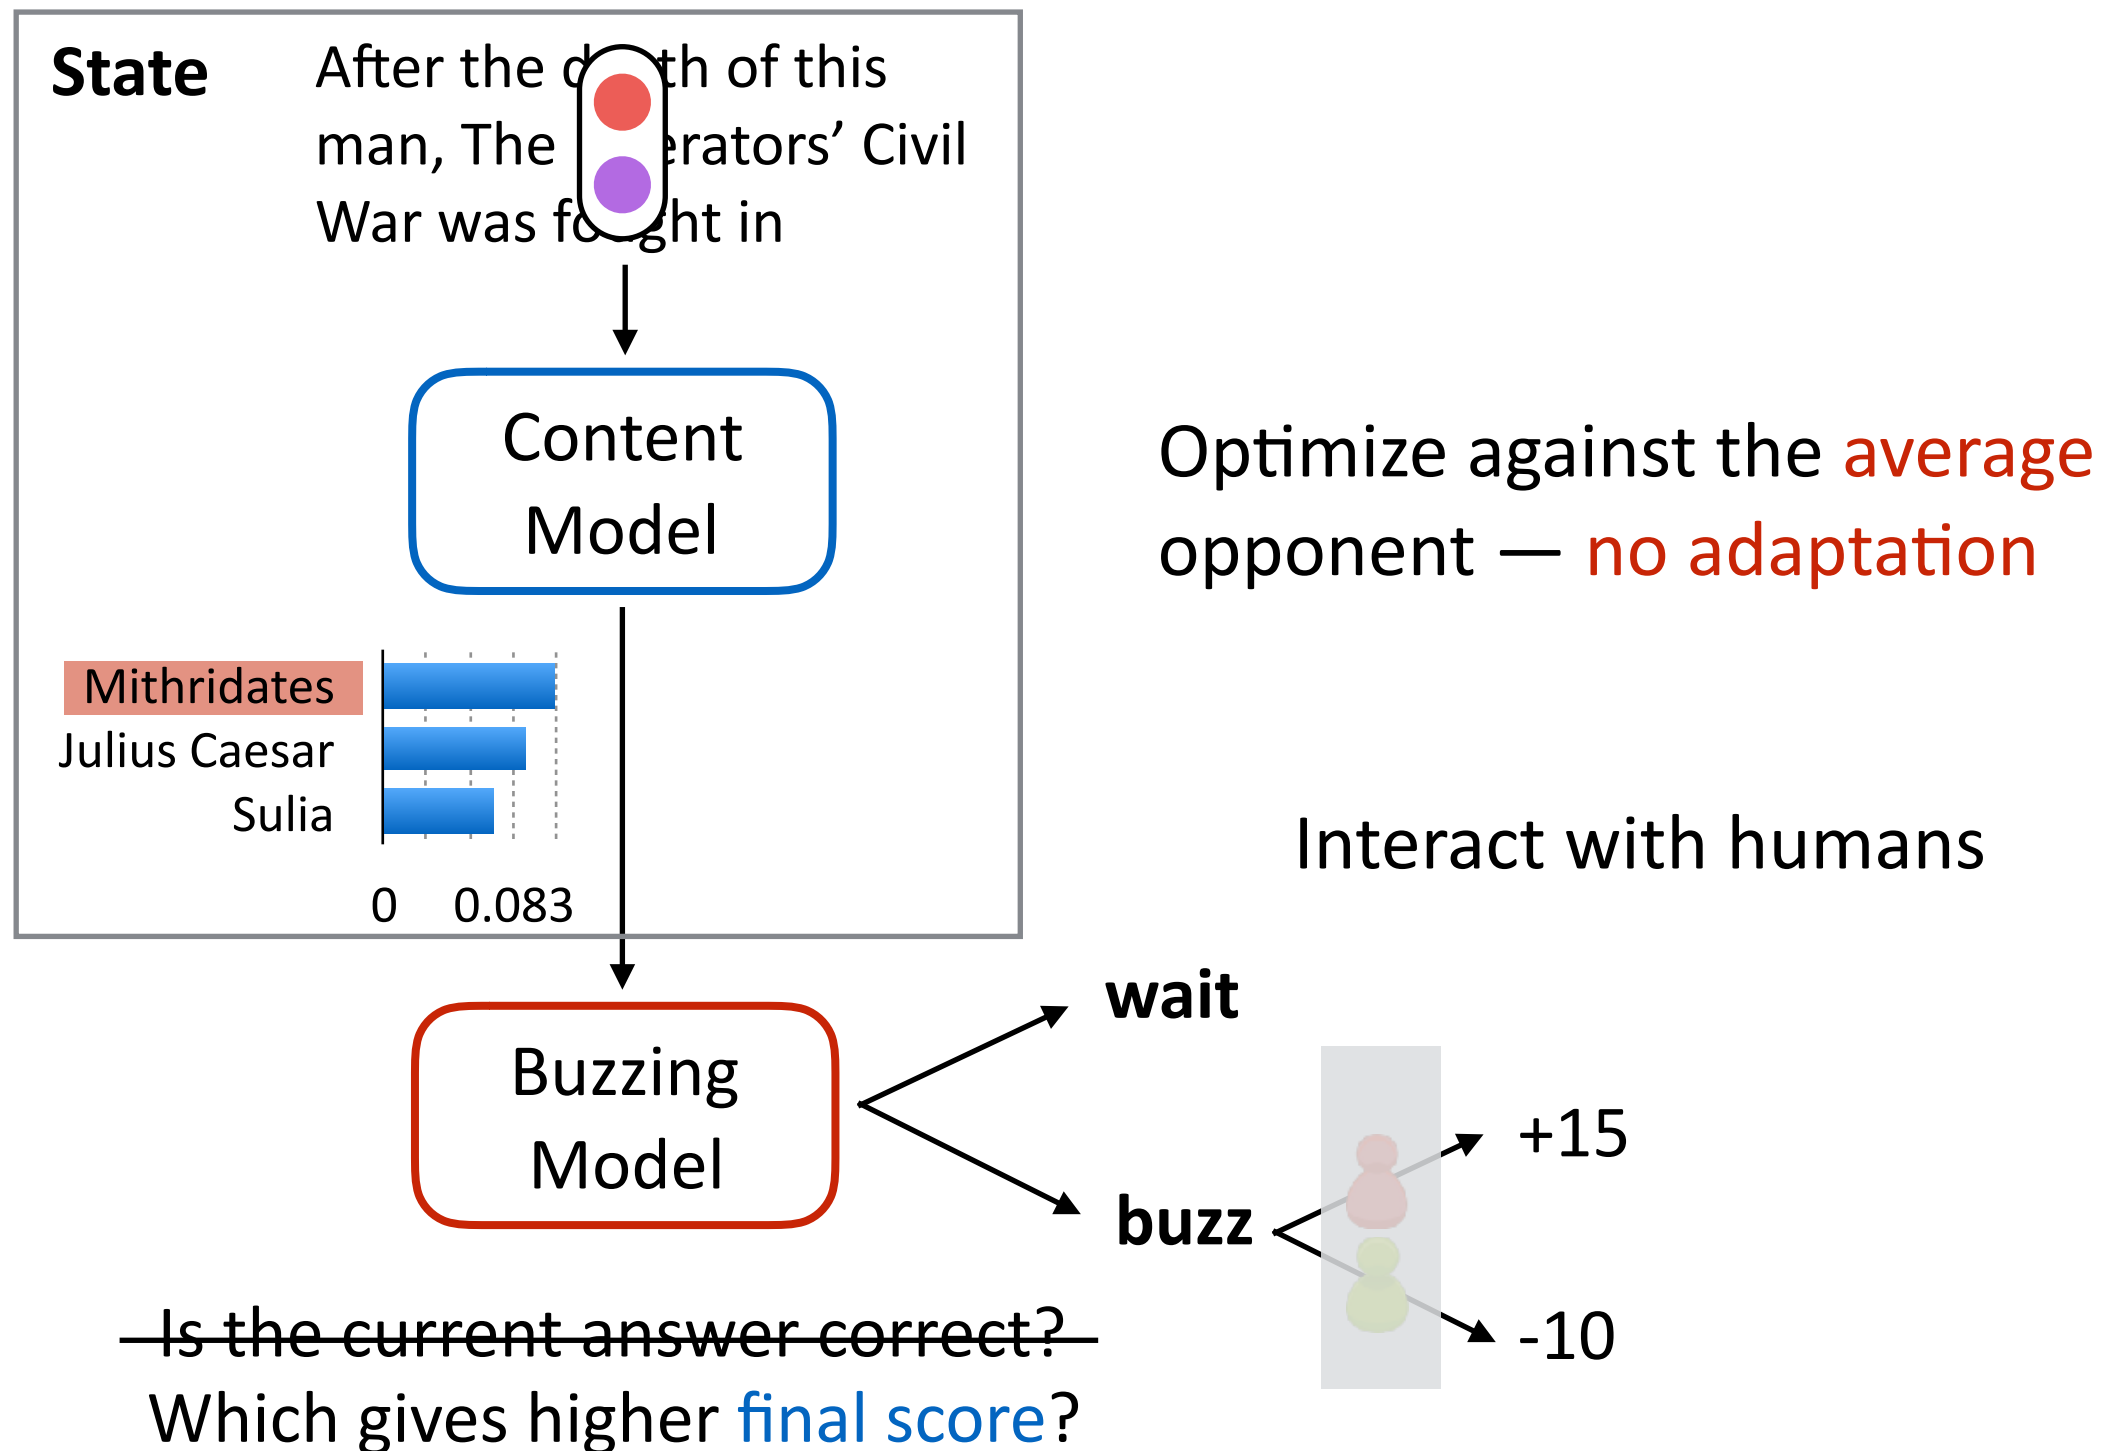 State
After the d th of this
man, The erators’ Civil
War was fought in
Content
Model
Optimize against the average
opponent — no adaptation
Mithridates
Julius Caesar
Sulia
0 0.083
Interact with humans
wait
Buzzing
Model
+15
buzz
-10
Is the current answer correct?
Which gives higher final score?